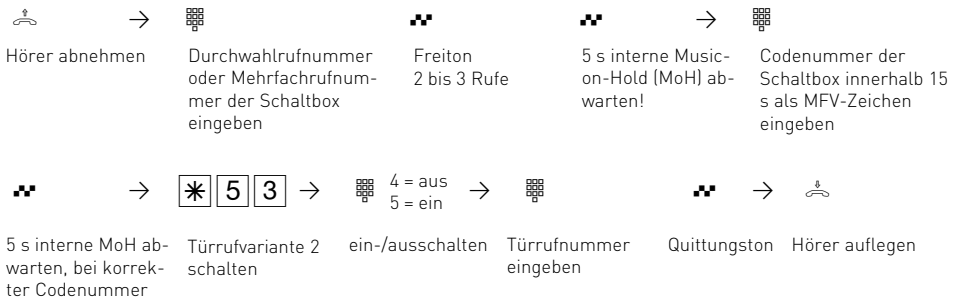 Hörer abnehmen
Durchwahlrufnummer
oder Mehrfachrufnum-
mer der Schaltbox
eingeben
Freiton
2 bis 3 Rufe
5 s interne Music-
on-Hold (MoH) ab-
warten!
Codenummer der
Schaltbox innerhalb 15
s als MFV-Zeichen
eingeben
* 5 3
4 = aus
5 = ein
5 s interne MoH ab-
warten, bei korrek-
ter Codenummer
Türrufvariante 2
schalten
ein-/ausschalten
Türrufnummer
eingeben
Quittungston
Hörer auflegen